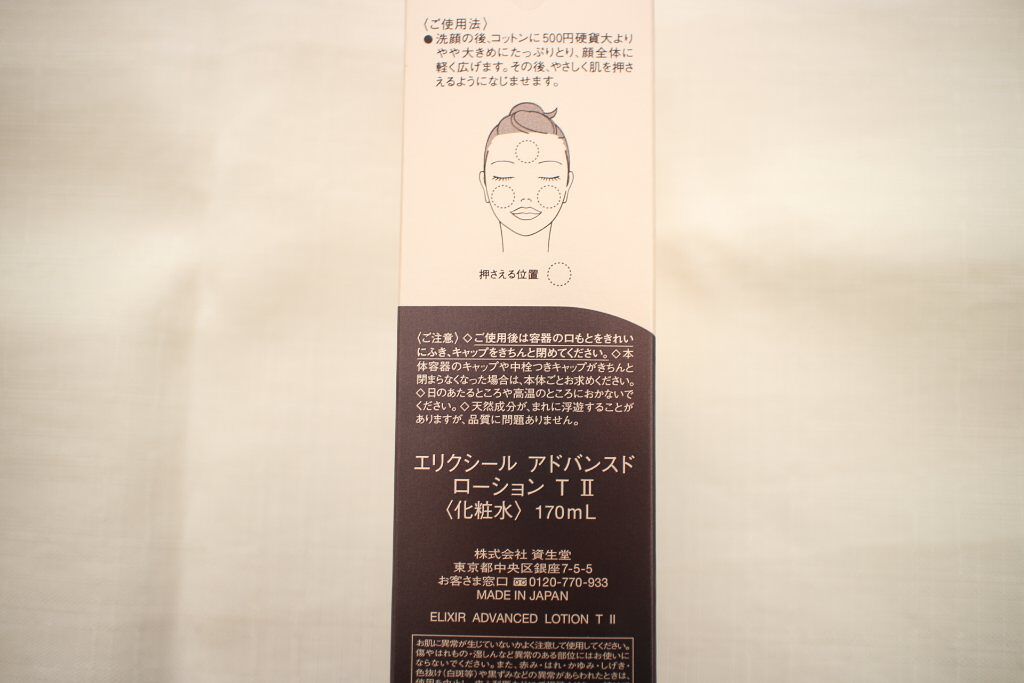 〈ご使用法〉
●洗顔の後、コットンに500円硬貨大より
やや大きめにたっぷりとり、顔全体に
軽く広げます。その後、やさしく肌を押さ
えるようになじませます。
押さえる位置
〈ご注意〉◇ご使用後は容器の口もとをきれい
にふき、キャップをきちんと閉めてください。◇本
体容器のキャップや中栓つきキャップがきちんと
閉まらなくなった場合は、本体ごとお求めください。
◇日のあたるところや高温のところにおかないで
ください。◇天然成分が、まれに浮遊することが
ありますが、品質に問題ありません。
エリクシール アドバンスド
ローション T II
〈化粧水〉 170mL
株式会社 資生堂
東京都中央区銀座7-5-5
お客さま窓口 0120-770-933
MADE IN JAPAN
ELIXIR ADVANCED LOTION T II
お肌に異常が生じていないかよく注意して使用してください。
傷やはれもの・湿しんなど異常のある部位にはお使いに
ならないでください。また、赤み・はれ・かゆみ・しげき・
色抜け(白斑等)や黒ずみなどの異常があらわれたときは、